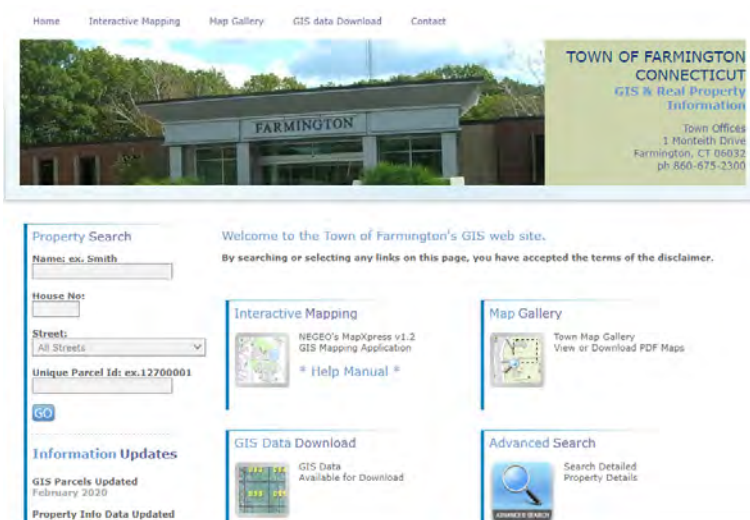 Home Interactive Mapping Map Gallery GIS data Download Contact
FARMINGTON
TOWN OF FARMINGTON
CONNECTICUT
GIS & Real Property
Information
Town Offices
1 Monteith Drive
Farmington, CT 06032
ph 860-675-2300
Property Search
Name: ex. Smith
House No:
Street:
All Streets
Unique Parcel Id: ex.12700001
GO
Information Updates
GIS Parcels Updated
February 2020
Property Info Data Updated
Welcome to the Town of Farmington's GIS web site.
By searching or selecting any links on this page, you have accepted the terms of the disclaimer.
Interactive Mapping
NEGEO's MapXpress v1.2
GIS Mapping Application
* Help Manual *
Map Gallery
Town Map Gallery
View or Download PDF Maps
GIS Data Download
GIS Data
Available for Download
Advanced Search
Search Detailed
Property Details
ADVANCED SEARCH